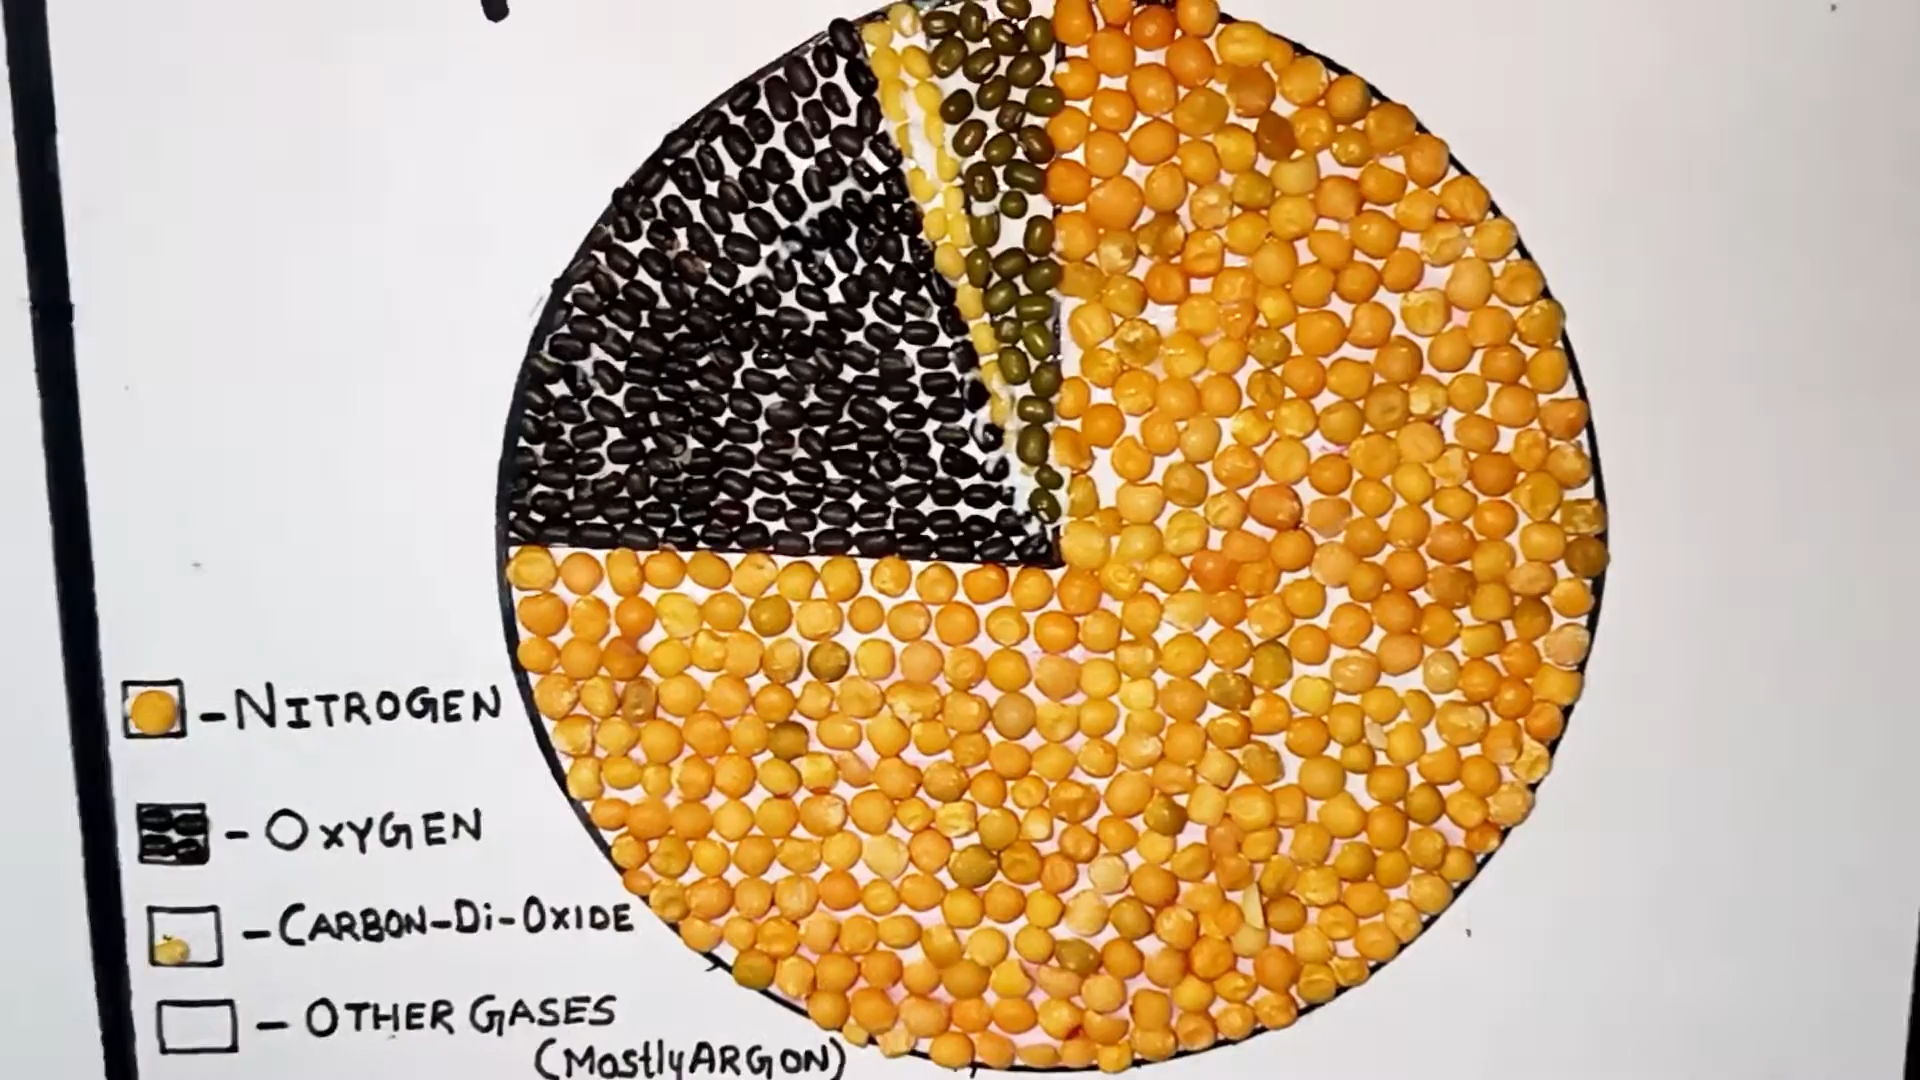 -NITROGEN
- OXYGEN
-CARBON-Di-OXIDE
- OTHER GASES
(MostlyARGON)